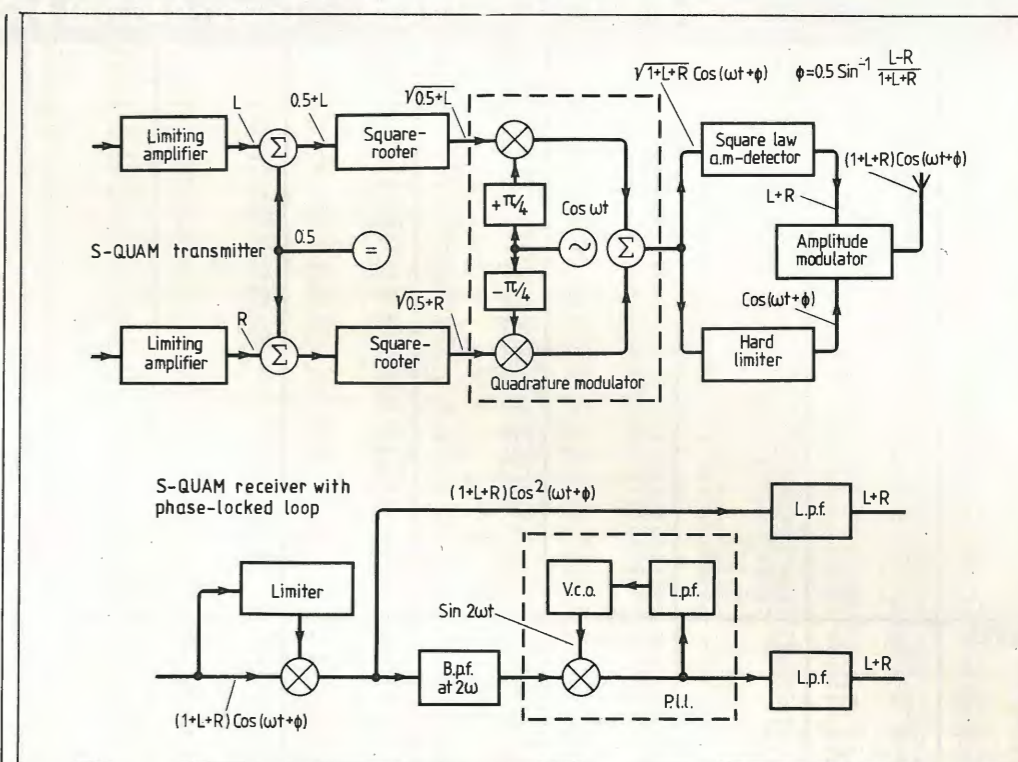 √1+L+R Cos(ωt+ϕ)
ϕ=0.5 Sin⁻¹ L-R/1+L+R
L
0.5+L
√0.5+L
Limiting amplifier
Σ
Square-rooter
+π/4
Cos ωt
Square law a.m-detector
(1+L+R)Cos(ωt+ϕ)
L+R
S-QUAM transmitter
0.5
=
Σ
Amplitude modulator
-π/4
√0.5+R
Cos(ωt+ϕ)
R
Limiting amplifier
Σ
Square-rooter
Quadrature modulator
Hard limiter
S-QUAM receiver with
phase-locked loop
(1+L+R)Cos²(ωt+ϕ)
L.p.f.
L+R
Limiter
V.c.o.
L.p.f.
Sin 2ωt
B.p.f. at 2ω
P.l.l.
L.p.f.
L+R
(1+L+R)Cos(ωt+ϕ)